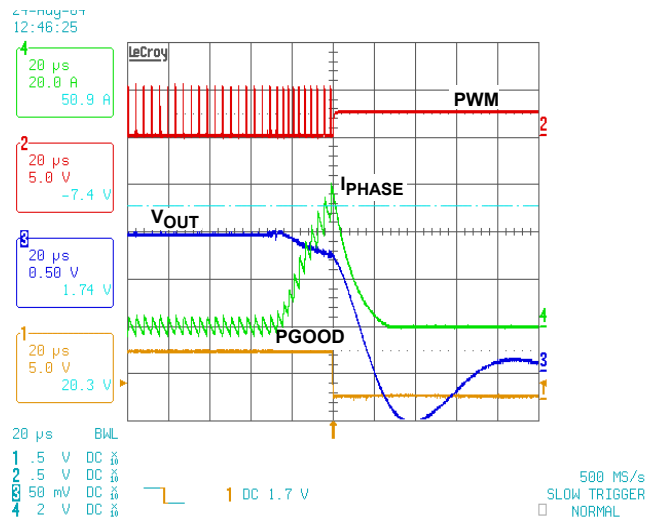 24-Aug-04
12:46:25
4
20 µs
20.0 A
50.9 A
2
20 µs
5.0 V
-7.4 V
3
20 µs
0.50 V
1.74 V
1
20 µs
5.0 V
20.3 V
LeCroy
PWM
2
IPHASE
VOUT
PGOOD
4
3
1
20 µs BWL
1 .5 V DC X10
2 .5 V DC X10
3 50 mV DC X10
4 2 V DC X10
1 DC 1.7 V
500 MS/s
SLOW TRIGGER
NORMAL